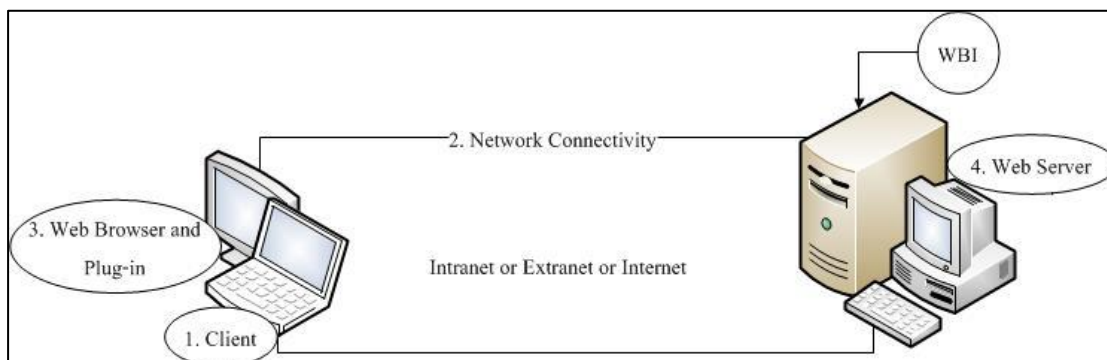 WBI
2. Network Connectivity
4. Web Server
3. Web Browser and
Plug-in
Intranet or Extranet or Internet
1. Client